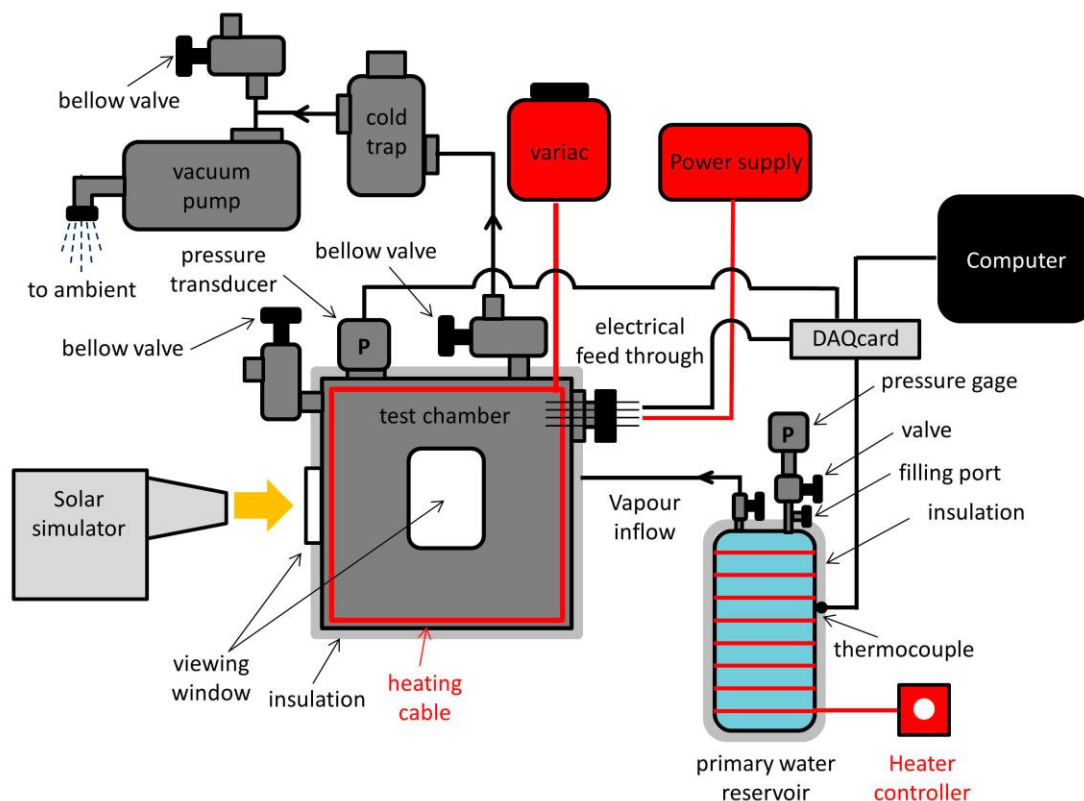 bellow valve
cold
trap
variac
Power supply
vacuum
pump
to ambient
pressure
transducer
bellow valve
Computer
bellow valve
P
electrical
feed through
DAQcard
pressure gage
test chamber
P
valve
filling port
insulation
Solar
simulator
Vapour
inflow
thermocouple
viewing
window
insulation
heating
cable
primary water
reservoir
Heater
controller